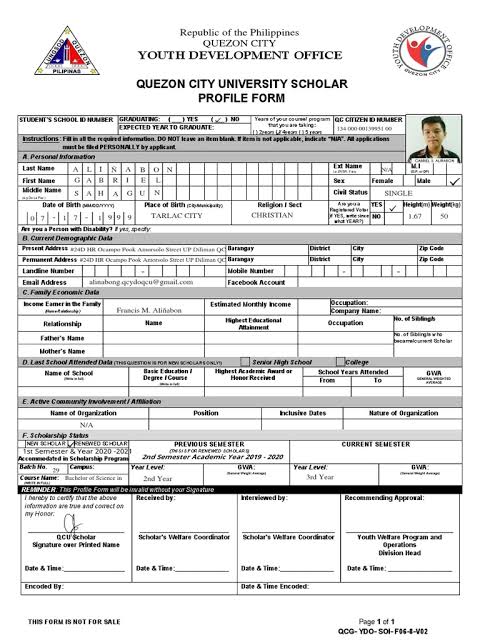 Republic of the Philippines
QUEZON CITY
YOUTH DEVELOPMENT OFFICE
LUNGSOD QUEZON
PILIPINAS
YOUTH DEVELOPMENT OFFICE
QUEZON CITY
QUEZON CITY UNIVERSITY SCHOLAR
PROFILE FORM
STUDENT'S SCHOOL ID NUMBER GRADUATING: ( ) YES ( ) NO Years of your counsel program QC CITIZEN ID NUMBER
EXPECTED YEAR TO GRADUATE: that you are taking: 134 000 00159951 00
( ) 2years ( ) 4years ( ) 5 years
Instructions: Fill in all the required information. DO NOT leave an item blank. If item is not applicable, indicate "N/A". All applications
must be filed PERSONALLY by applicant.
A. Personal Information
Last Name A L I Ñ A B O N Ext Name N/A M.I
First Name G A B R I E L Sex Female Male
Middle Name S A H A G U N Civil Status SINGLE
Date of Birth (MM/DD/YYYY) Place of Birth (City/Municipality) Religion / Sect Are you a YES Height(m) Weight(kg)
Registered Voter
0 7 - 1 7 - 1 9 9 9 TARLAC CITY CHRISTIAN If YES, write since NO 1.67 50
what YEAR?
Are you a Person with Disability? If yes, specify:
B. Current Demographic Data
Present Address #24D HR Ocampo Pook Amorsolo Street UP Diliman QC Barangay District City Zip Code
Permanent Address #24D HR Ocampo Pook Amorsolo Street UP Diliman QC Barangay District City Zip Code
Landline Number - Mobile Number - -
Email Address alinabong.qcydoqcu@gmail.com Facebook Account
C. Family Economic Data
Income Earner in the Family Francis M. Aliñabon Estimated Monthly Income Occupation:
(Name/Relationship) Company Name:
Relationship Name Highest Educational Attainment Occupation No. of Sibling/s
Father's Name No. of Sibling/s who became/current Scholar
Mother's Name
D. Last School Attended Data (THIS QUESTION IS FOR NEW SCHOLARS ONLY!) Senior High School College
Name of School Basic Education / Highest Academic Award or School Years Attended GWA
(Write in full) Degree / Course Honor Received From To GENERAL WEIGHTED AVERAGE
(Write in full)
E. Active Community Involvement / Affiliation
Name of Organization Position Inclusive Dates Nature of Organization
N/A
F. Scholarship Status
NEW SCHOLAR RENEWED SCHOLAR PREVIOUS SEMESTER CURRENT SEMESTER
1st Semester & Year 2020 -2021 (THIS IS FOR RENEWED SCHOLARS)
Accommodated in Scholarship Program 2nd Semester Academic Year 2019 - 2020
Batch No. 29 Campus: Year Level: GWA: Year Level: GWA:
(General Weight Average) (General Weight Average)
Course Name: Bachelor of Science in 2nd Year 3rd Year
(WRITE IN FULL)
REMINDER: This Profile Form will be invalid without your Signature
I hereby certify that the above Received by: Interviewed by: Recommending Approval:
information are true and correct on
my Honor:
QCU Scholar Scholar's Welfare Coordinator Scholar's Welfare Coordinator Youth Welfare Program and
Signature over Printed Name Operations
Division Head
Date & Time: Date & Time: Date & Time: Date & Time:
Encoded By: Date & Time Encoded:
THIS FORM IS NOT FOR SALE Page 1 of 1
QCG- YDO- SOI- F06-8-V02